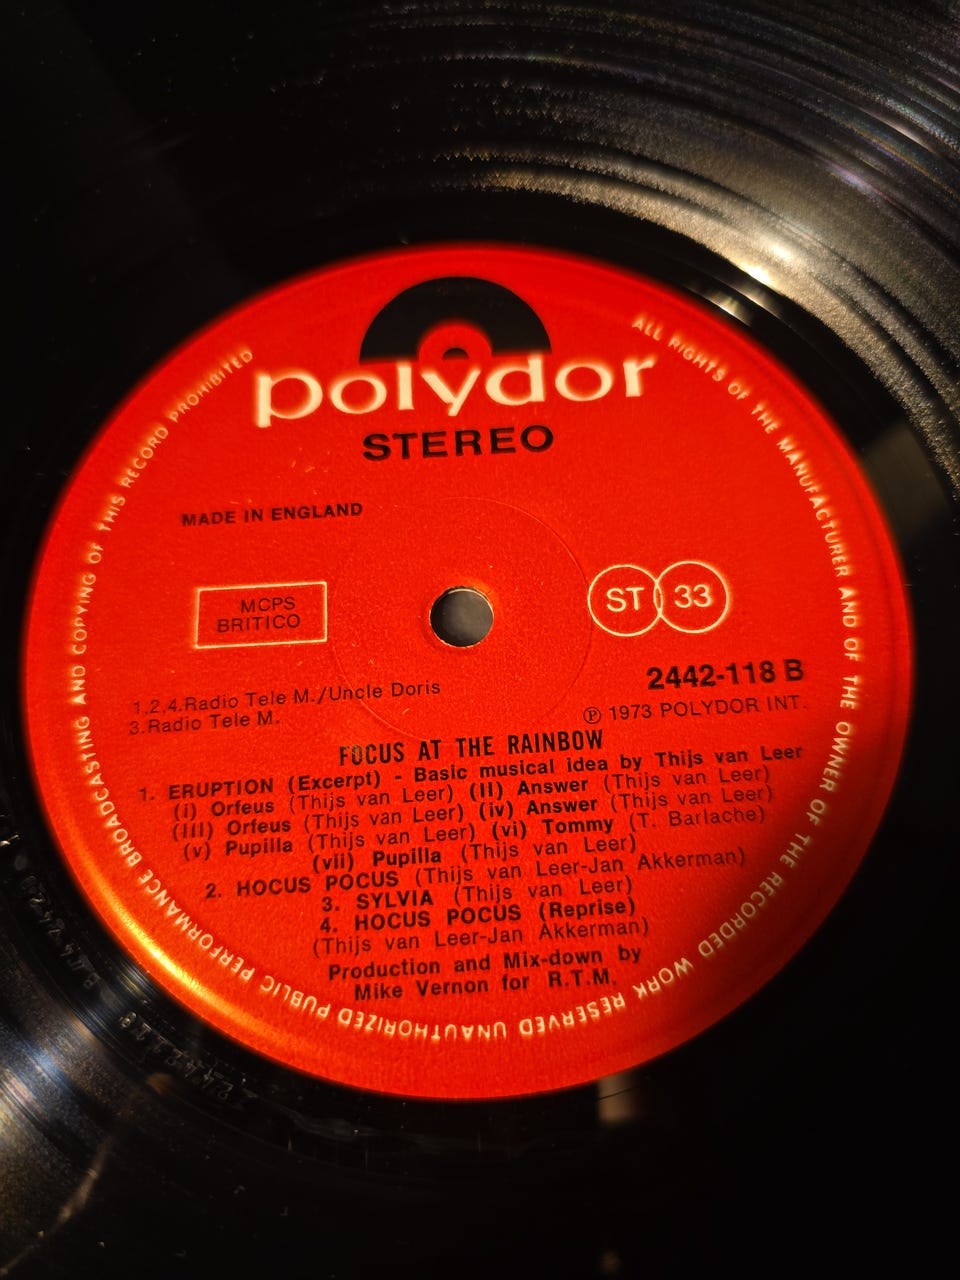 polydor
STEREO
MADE IN ENGLAND
MCPS
BRITICO
ST 33
2442-118 B
1,2,4.Radio Tele M./Uncle Doris
3.Radio Tele M.
Ⓟ 1973 POLYDOR INT.
FOCUS AT THE RAINBOW
1. ERUPTION (Excerpt) - Basic musical idea by Thijs van Leer
(i) Orfeus (Thijs van Leer) (II) Answer (Thijs van Leer)
(III) Orfeus (Thijs van Leer) (iv) Answer (Thijs van Leer)
(v) Pupilla (Thijs van Leer) (vi) Tommy (T. Barlache)
(vii) Pupilla (Thijs van Leer)
2. HOCUS POCUS (Thijs van Leer-Jan Akkerman)
3. SYLVIA (Thijs van Leer)
4. HOCUS POCUS (Reprise)
(Thijs van Leer-Jan Akkerman)
Production and Mix-down by
Mike Vernon for R.T.M.
ALL RIGHTS OF THE MANUFACTURER AND OF THE OWNER OF THE RECORDED WORK RESERVED UNAUTHORIZED PUBLIC PERFORMANCE BROADCASTING AND COPYING OF THIS RECORD PROHIBITED